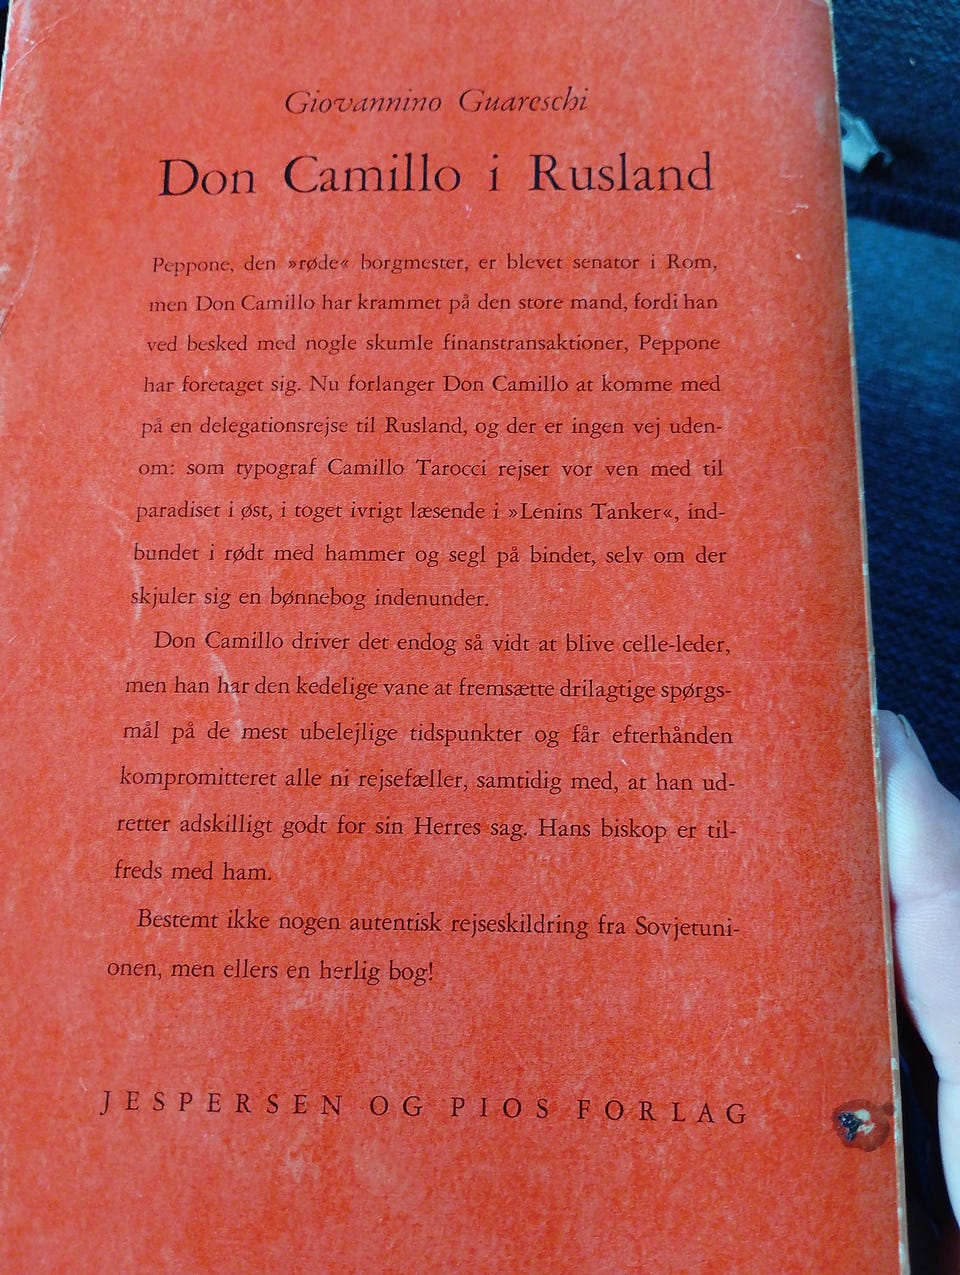 Giovannino Guareschi
Don Camillo i Rusland
Peppone, den »røde« borgmester, er blevet senator i Rom,
men Don Camillo har krammet på den store mand, fordi han
ved besked med nogle skumle finanstransaktioner, Peppone
har foretaget sig. Nu forlanger Don Camillo at komme med
på en delegationsrejse til Rusland, og der er ingen vej uden-
om: som typograf Camillo Tarocci rejser vor ven med til
paradiset i øst, i toget ivrigt læsende i »Lenins Tanker«, ind-
bundet i rødt med hammer og segl på bindet, selv om der
skjuler sig en bønnebog indenunder.
Don Camillo driver det endog så vidt at blive celle-leder,
men han har den kedelige vane at fremsætte drilagtige spørgs-
mål på de mest ubelejlige tidspunkter og får efterhånden
kompromitteret alle ni rejsefæller, samtidig med, at han ud-
retter adskilligt godt for sin Herres sag. Hans biskop er til-
freds med ham.
Bestemt ikke nogen autentisk rejseskildring fra Sovjetuni-
onen, men ellers en herlig bog!
JESPERSEN OG PIOS FORLAG